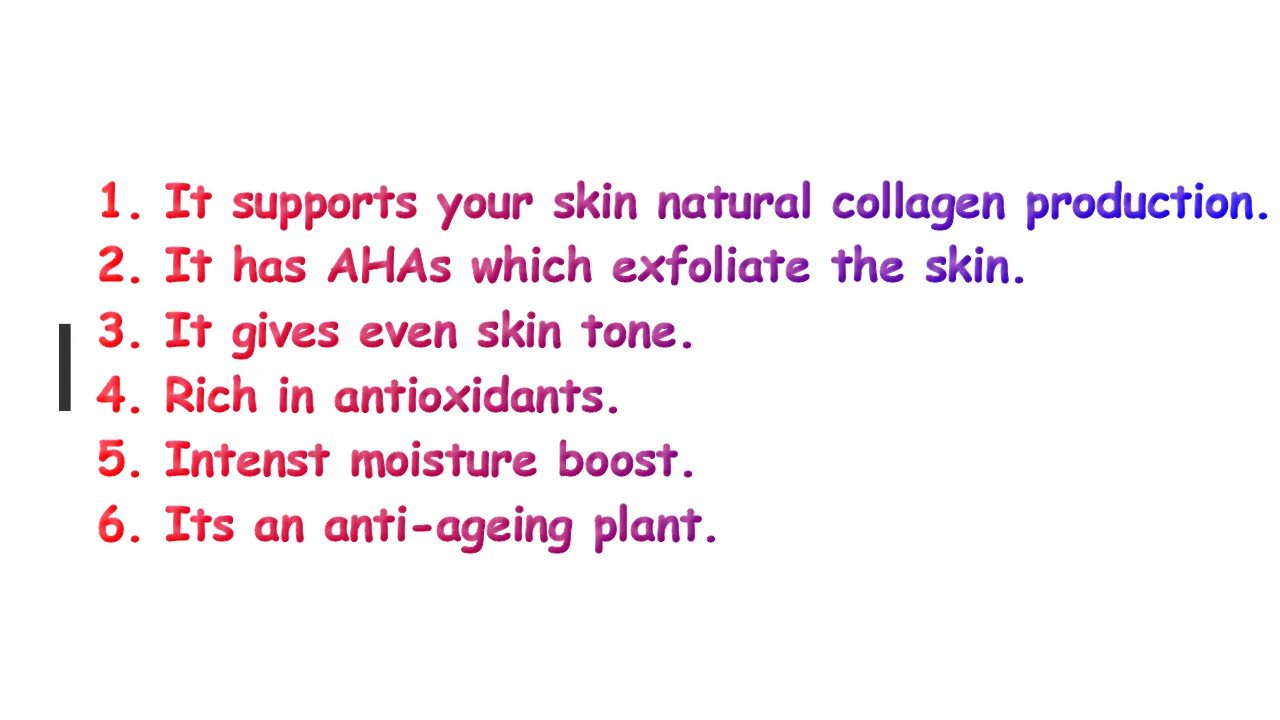 1. It supports your skin natural collagen production.
2. It has AHAs which exfoliate the skin.
3. It gives even skin tone.
4. Rich in antioxidants.
5. Intenst moisture boost.
6. Its an anti-ageing plant.